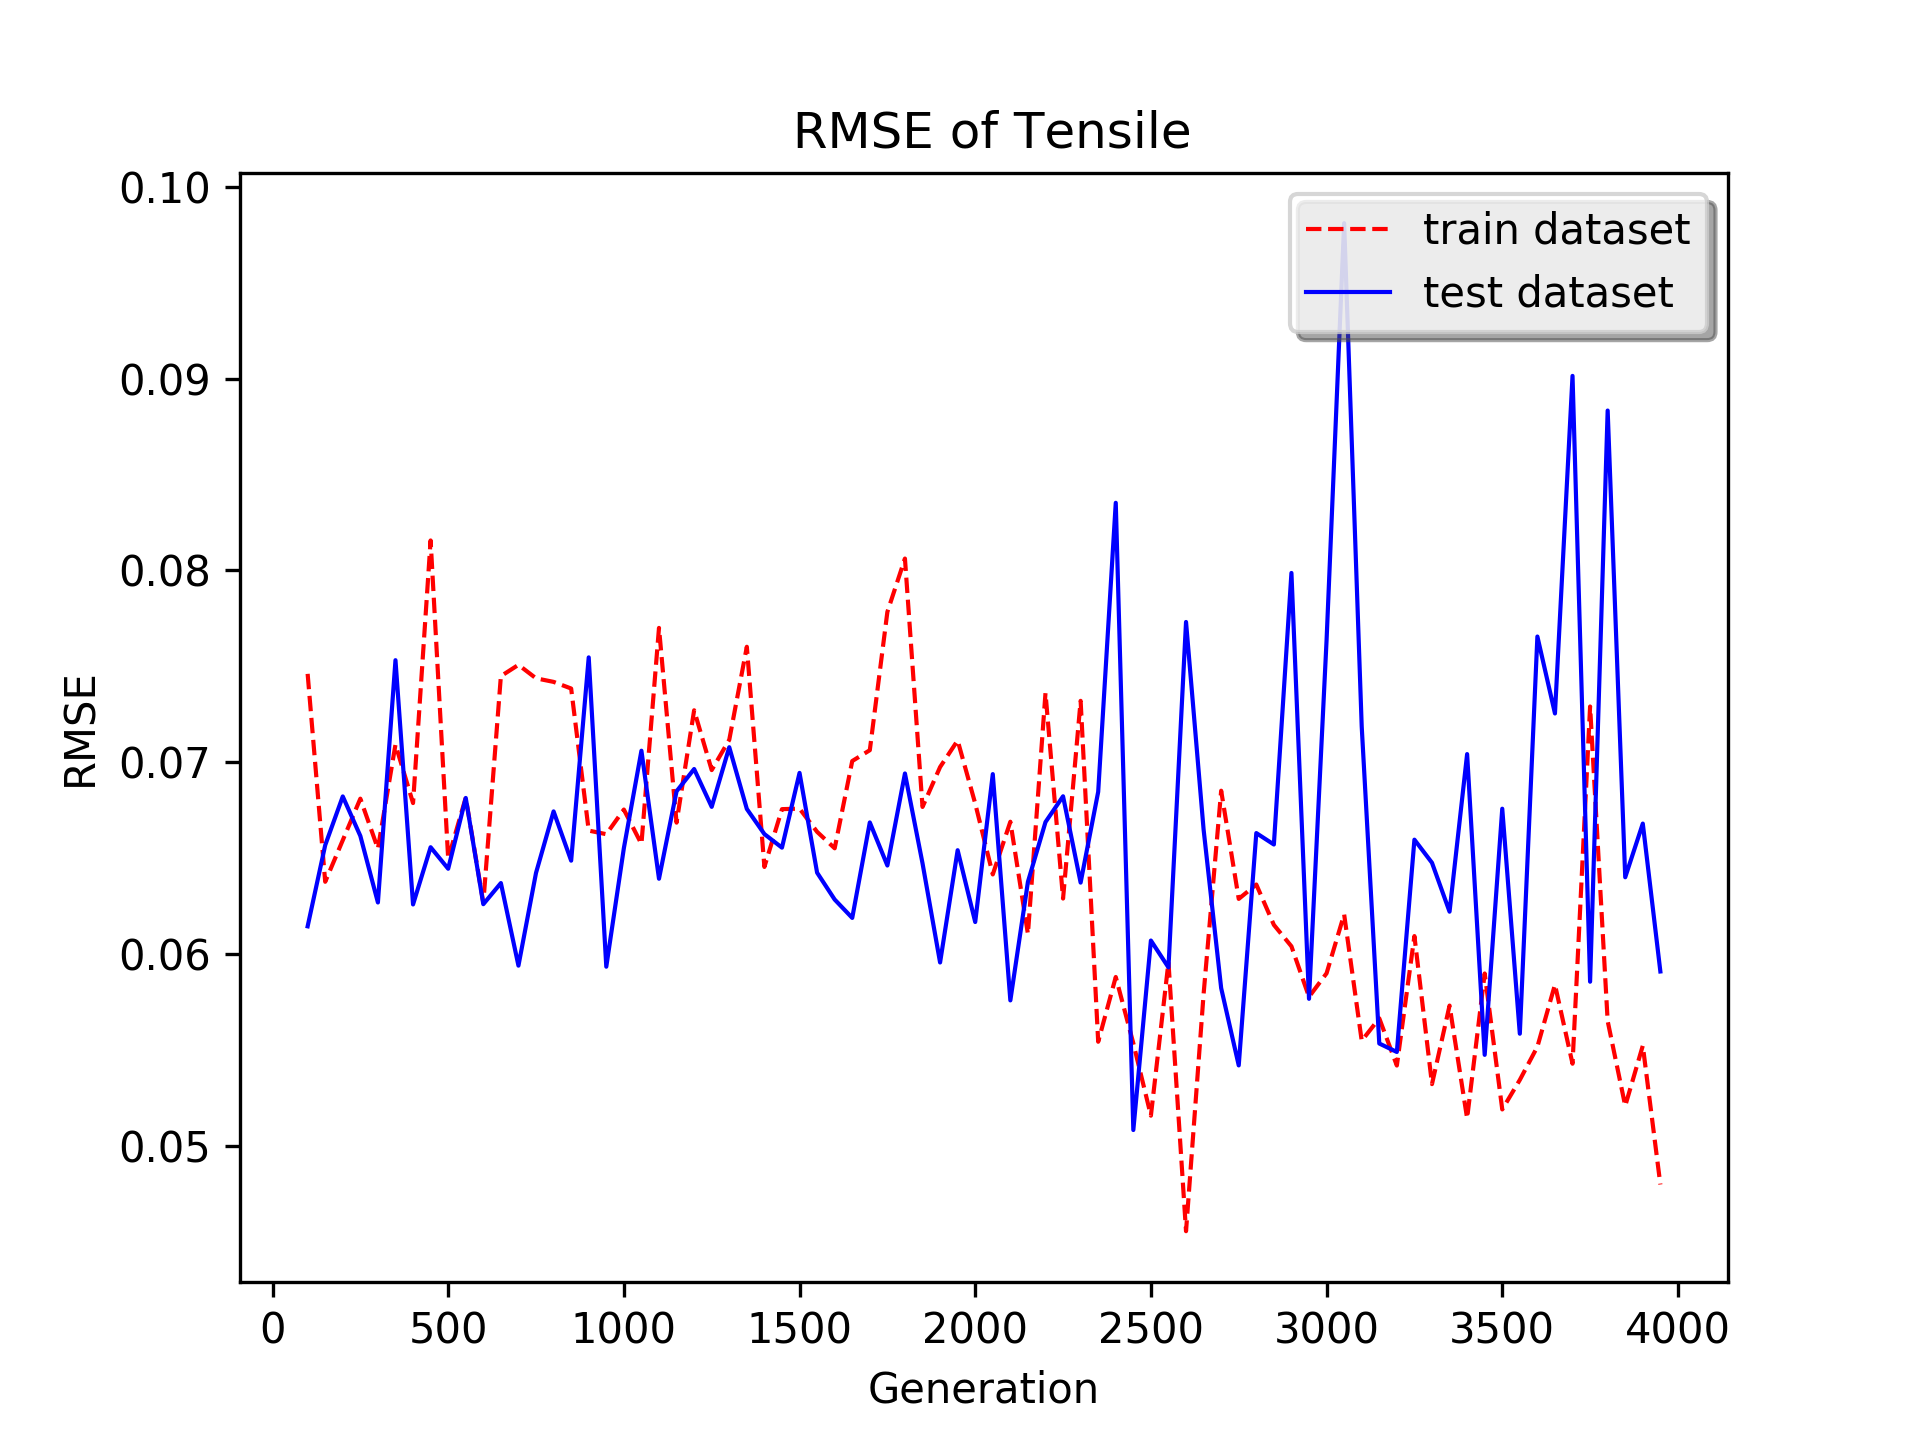 RMSE of Tensile
train dataset
test dataset
0.10
0.09
0.08
0.07
0.06
0.05
RMSE
0 500 1000 1500 2000 2500 3000 3500 4000
Generation